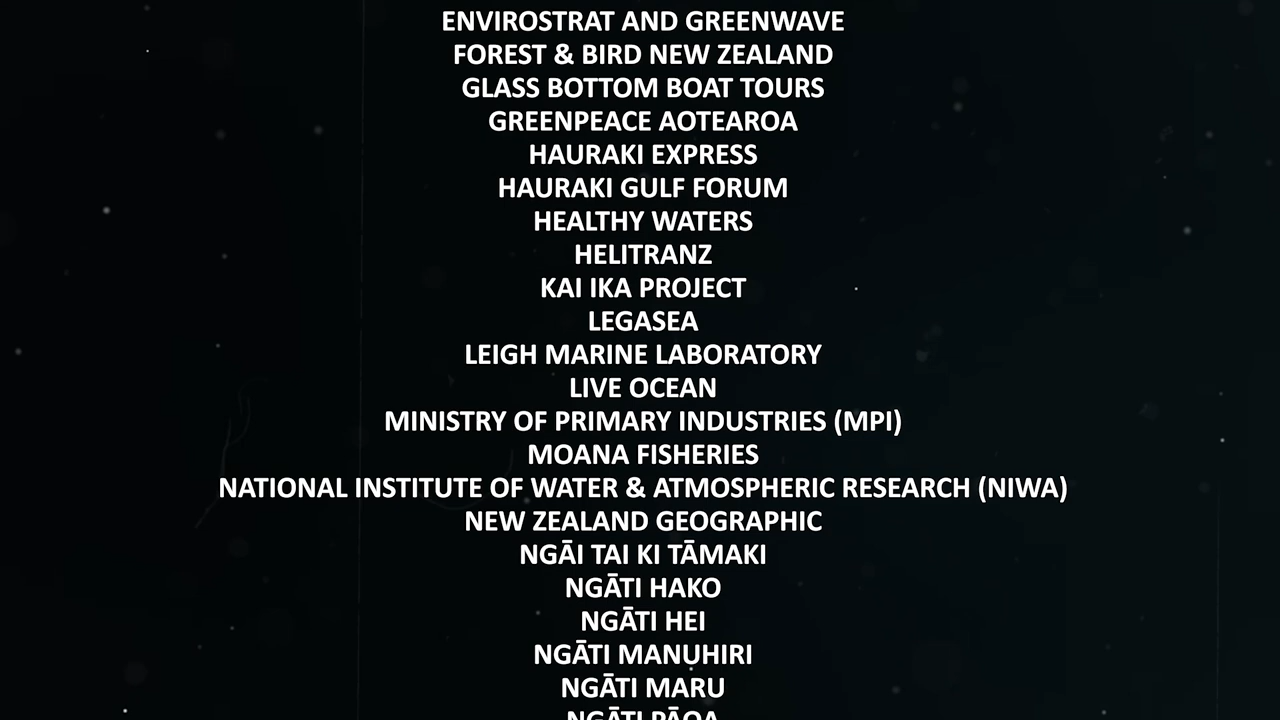 ENVIROSTRAT AND GREENWAVE
FOREST & BIRD NEW ZEALAND
GLASS BOTTOM BOAT TOURS
GREENPEACE AOTEAROA
HAURAKI EXPRESS
HAURAKI GULF FORUM
HEALTHY WATERS
HELITRANZ
KAI IKA PROJECT
LEGASEA
LEIGH MARINE LABORATORY
LIVE OCEAN
MINISTRY OF PRIMARY INDUSTRIES (MPI)
MOANA FISHERIES
NATIONAL INSTITUTE OF WATER & ATMOSPHERIC RESEARCH (NIWA)
NEW ZEALAND GEOGRAPHIC
NGĀI TAI KI TĀMAKI
NGĀTI HAKO
NGĀTI HEI
NGĀTI MANUHIRI
NGĀTI MARU
NGĀTI PĀOA